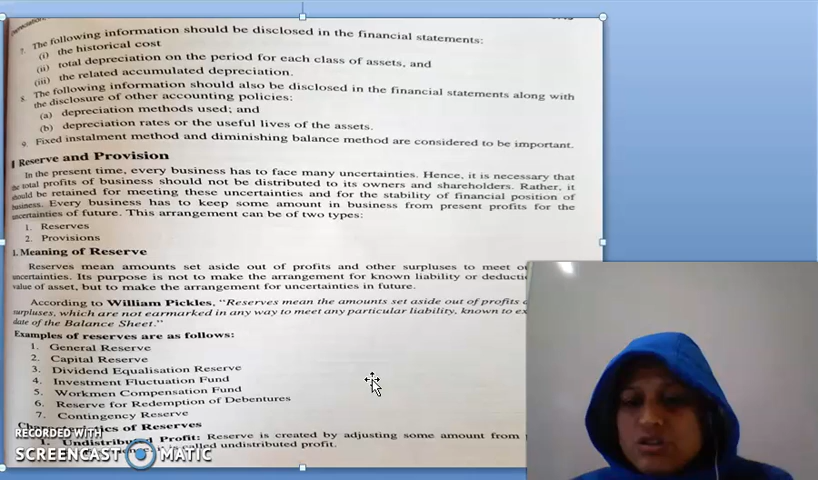 7. The following information should be disclosed in the financial statements:
(i) the historical cost
(ii) total depreciation on the period for each class of assets, and
(iii) the related accumulated depreciation.
8. The following information should also be disclosed in the financial statements along with
the disclosure of other accounting policies:
(a) depreciation methods used; and
(b) depreciation rates or the useful lives of the assets.
9. Fixed instalment method and diminishing balance method are considered to be important.
Reserve and Provision
In the present time, every business has to face many uncertainties. Hence, it is necessary that
the total profits of business should not be distributed to its owners and shareholders. Rather, it
should be retained for meeting these uncertainties and for the stability of financial position of
business. Every business has to keep some amount in business from present profits for the
uncertainties of future. This arrangement can be of two types:
1. Reserves
2. Provisions
1. Meaning of Reserve
Reserves mean amounts set aside out of profits and other surpluses to meet
uncertainties. Its purpose is not to make the arrangement for known liability or
value of asset, but to make the arrangement for uncertainties in future.
According to William Pickles, "Reserves mean the amounts set aside out of profits
surpluses, which are not earmarked in any way to meet any particular liability, known to
date of the Balance Sheet."
Examples of reserves are as follows:
1. General Reserve
2. Capital Reserve
3. Dividend Equalisation Reserve
4. Investment Fluctuation Fund
5. Workmen Compensation Fund
6. Reserve for Redemption of Debentures
7. Contingency Reserve
of Reserves
1. Undistributed Profit: Reserve is created by adjusting some amount from
is called undistributed profit.
RECORDED WITH
SCREENCAST MATIC